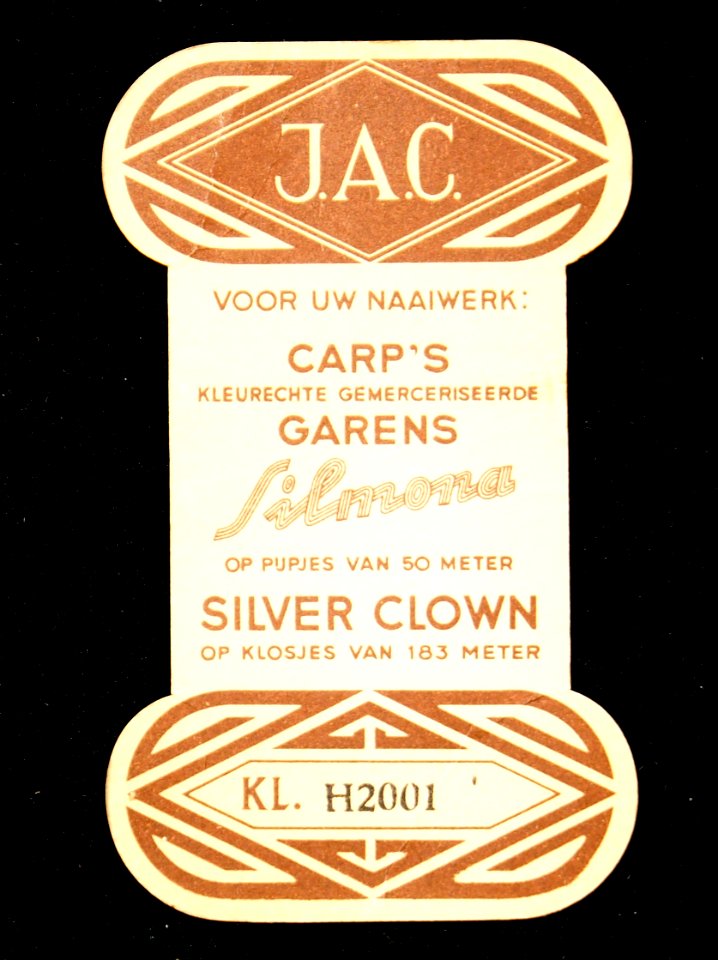 J.A.C.
VOOR UW NAAIWERK:
CARP'S
KLEURECHTE GEMERCERISEERDE
GARENS
Silmona
OP PIJPJES VAN 50 METER
SILVER CLOWN
OP KLOSJES VAN 183 METER
KL. H2001